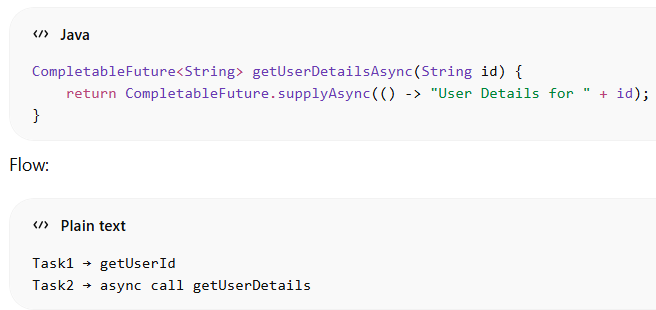 </> Java
CompletableFuture<String> getUserDetailsAsync(String id) {
    return CompletableFuture.supplyAsync(() -> "User Details for " + id);
}
Flow:
</> Plain text
Task1 → getUserId
Task2 → async call getUserDetails